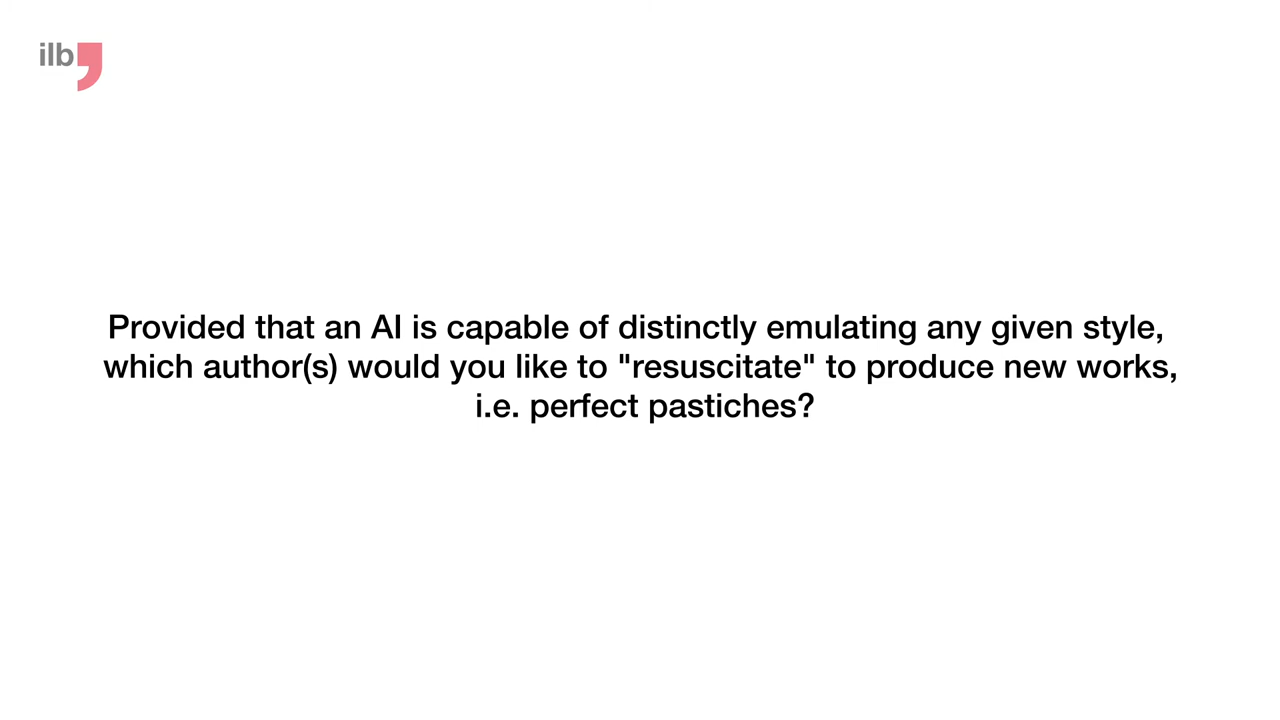 ilb
Provided that an AI is capable of distinctly emulating any given style,
which author(s) would you like to "resuscitate" to produce new works,
i.e. perfect pastiches?